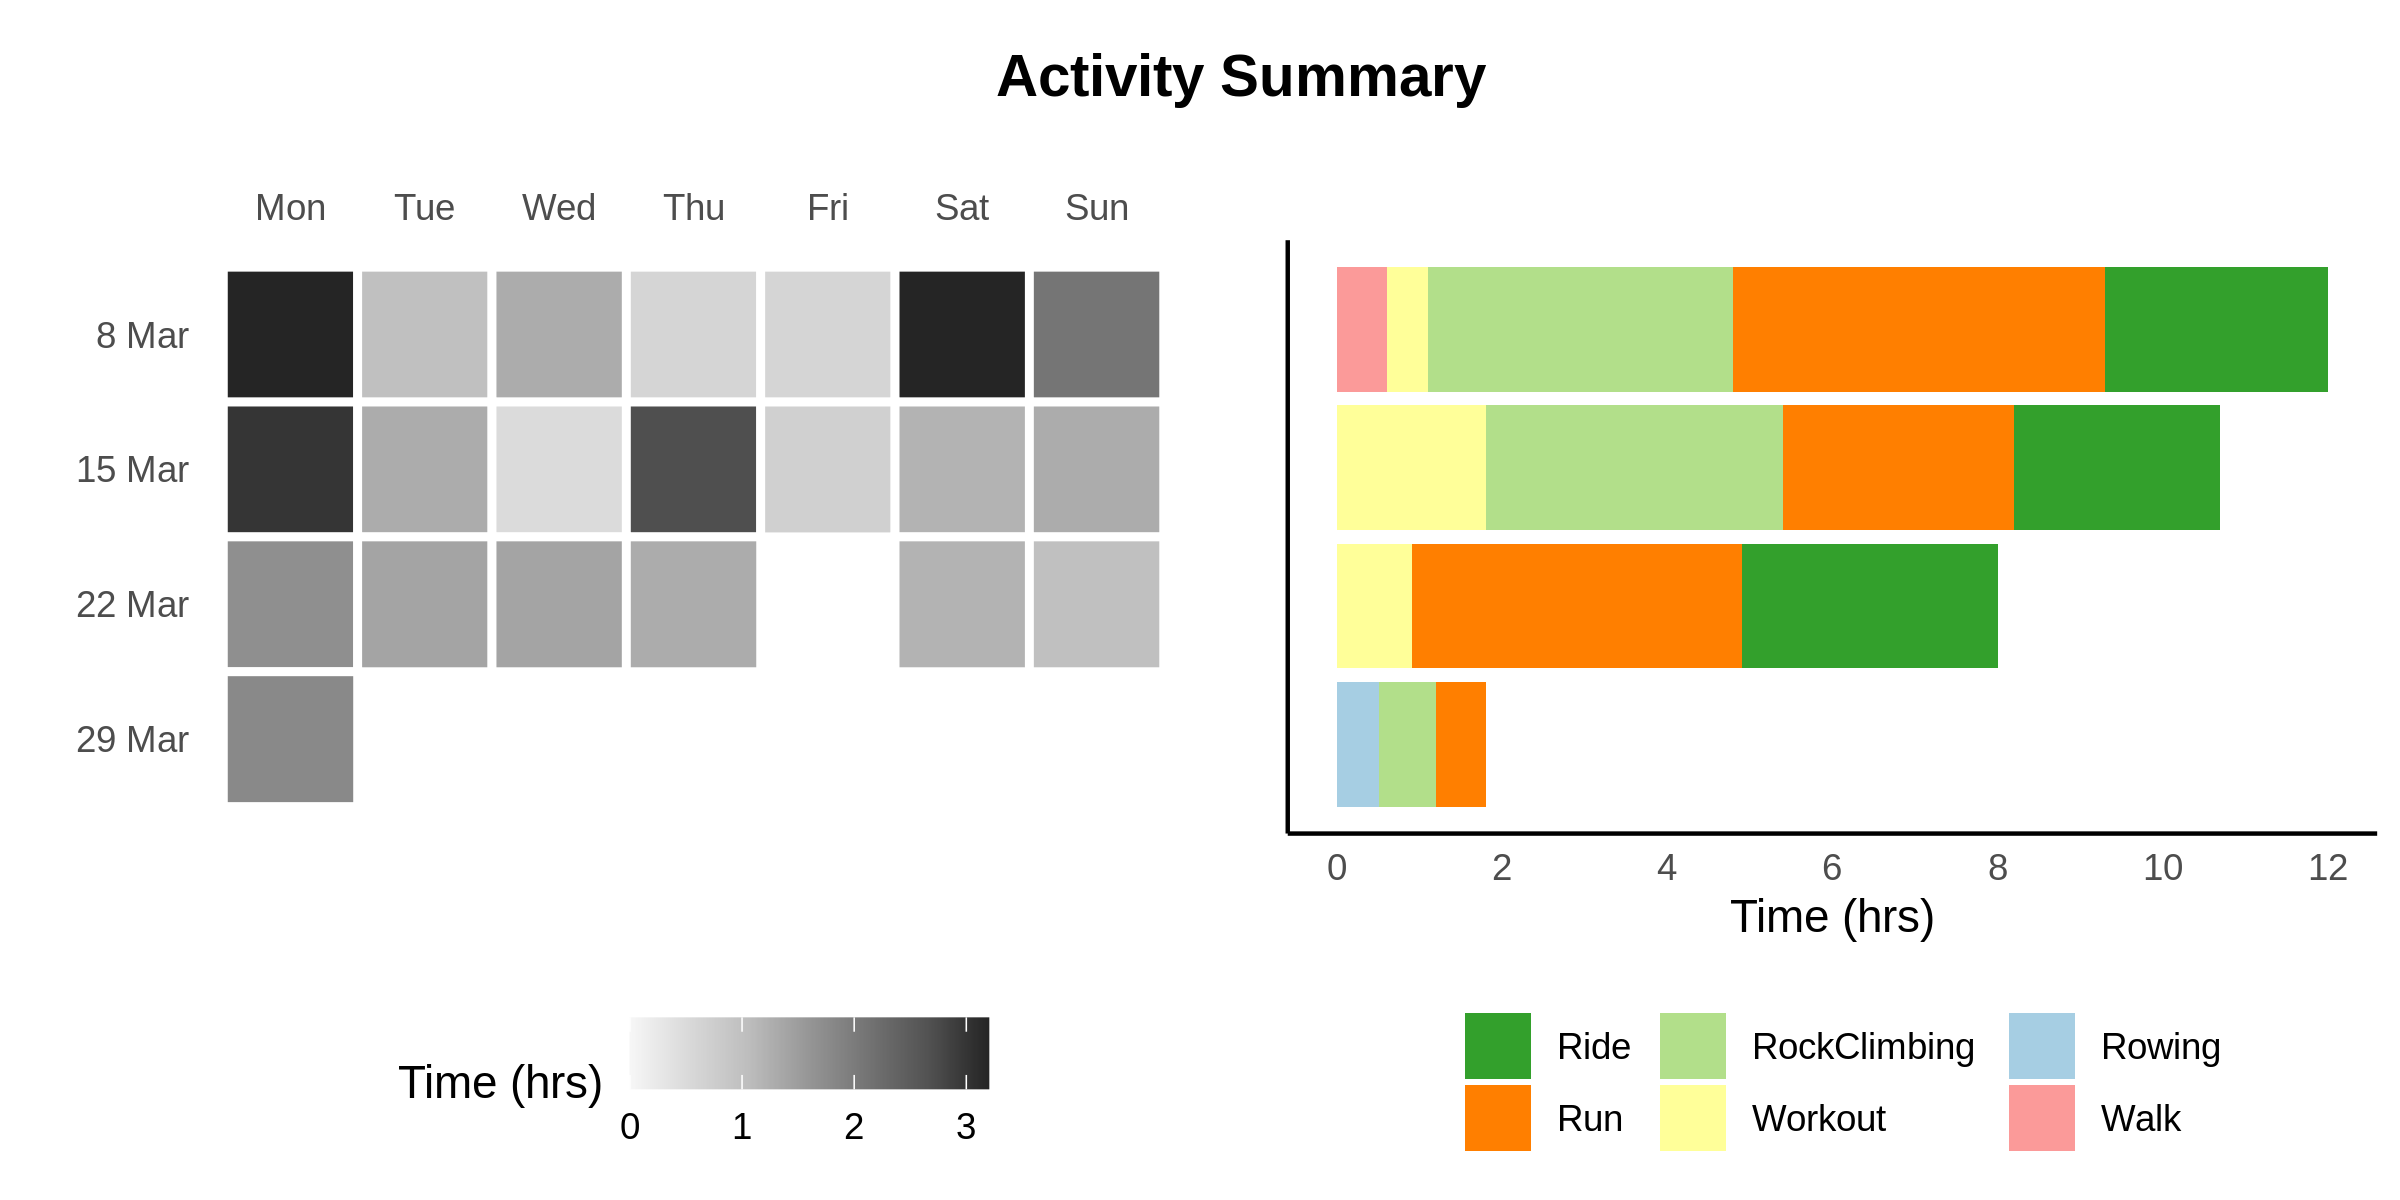 Activity Summary
Mon Tue Wed Thu Fri Sat Sun
8 Mar
15 Mar
22 Mar
29 Mar
0 2 4 6 8 10 12
Time (hrs)
Time (hrs)
0 1 2 3
Ride RockClimbing Rowing
Run Workout Walk